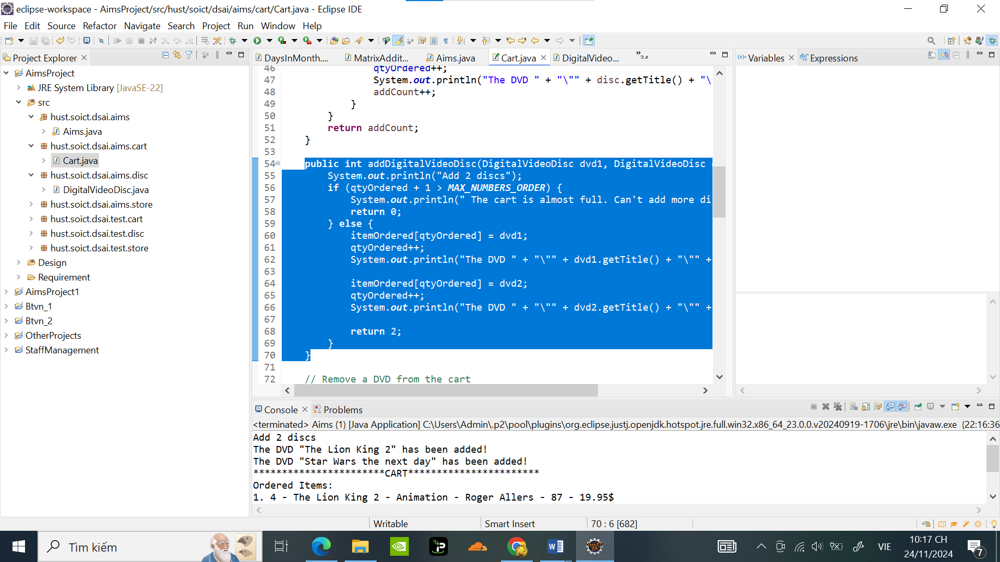 eclipse-workspace - AimsProject/src/hust/soict/dsai/aims/cart/Cart.java - Eclipse IDE
File Edit Source Refactor Navigate Search Project Run Window Help
Project Explorer
AimsProject
JRE System Library [JavaSE-22]
src
hust.soict.dsai.aims
Aims.java
hust.soict.dsai.aims.cart
Cart.java
hust.soict.dsai.aims.disc
DigitalVideoDisc.java
hust.soict.dsai.aims.store
hust.soict.dsai.test.cart
hust.soict.dsai.test.disc
hust.soict.dsai.test.store
Design
Requirement
AimsProject1
Btvn_1
Btvn_2
OtherProjects
StaffManagement
DaysInMonth.... MatrixAddit... Aims.java Cart.java DigitalVideo... »34
46 qtyOrdered++;
47 System.out.println("The DVD " + "\"" + disc.getTitle() + "\
48 addCount++;
49 }
50 }
51 return addCount;
52 }
53
54 public int addDigitalVideoDisc(DigitalVideoDisc dvd1, DigitalVideoDisc
55 System.out.println("Add 2 discs");
56 if (qtyOrdered + 1 > MAX_NUMBERS_ORDER) {
57 System.out.println(" The cart is almost full. Can't add more di
58 return 0;
59 } else {
60 itemOrdered[qtyOrdered] = dvd1;
61 qtyOrdered++;
62 System.out.println("The DVD " + "\"" + dvd1.getTitle() + "\"" +
63
64 itemOrdered[qtyOrdered] = dvd2;
65 qtyOrdered++;
66 System.out.println("The DVD " + "\"" + dvd2.getTitle() + "\"" +
67
68 return 2;
69 }
70 }
71
72 // Remove a DVD from the cart
(x)= Variables Expressions
Console Problems
<terminated> Aims (1) [Java Application] C:\Users\Admin\.p2\pool\plugins\org.eclipse.justj.openjdk.hotspot.jre.full.win32.x86_64_23.0.0.v20240919-1706\jre\bin\javaw.exe (22:16:36
Add 2 discs
The DVD "The Lion King 2" has been added!
The DVD "Star Wars the next day" has been added!
***********************CART***********************
Ordered Items:
1. 4 - The Lion King 2 - Animation - Roger Allers - 87 - 19.95$
Writable Smart Insert 70 : 6 [682]
Tìm kiếm
VIE
10:17 CH
24/11/2024
7